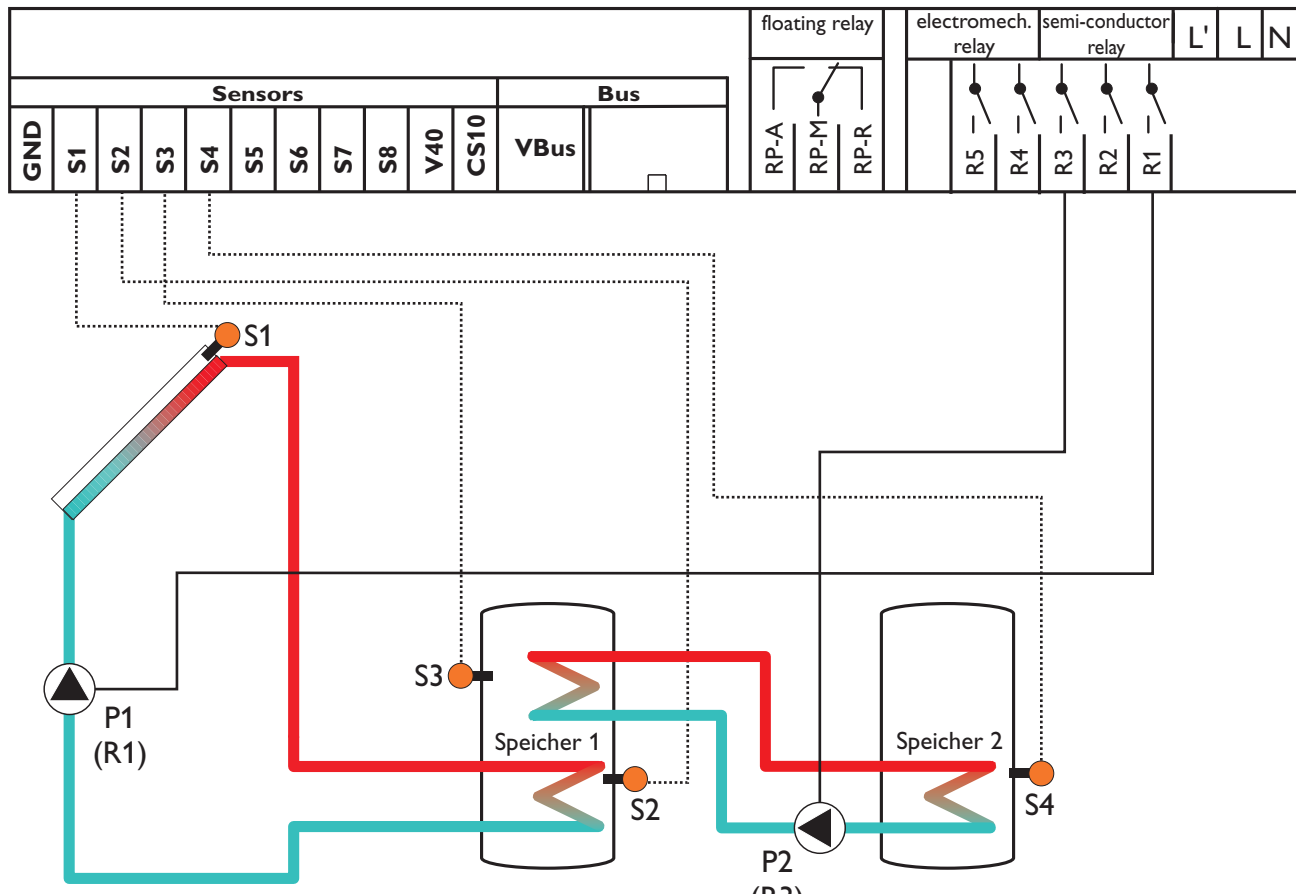 floating relay
electromech.
relay
semi-conductor
relay
L'
L
N
Sensors
Bus
GND
S1
S2
S3
S4
S5
S6
S7
S8
V40
CS10
VBus
RP-A
RP-M
RP-R
R5
R4
R3
R2
R1
S1
S3
P1
(R1)
Speicher 1
S2
Speicher 2
S4
P2
(R3)